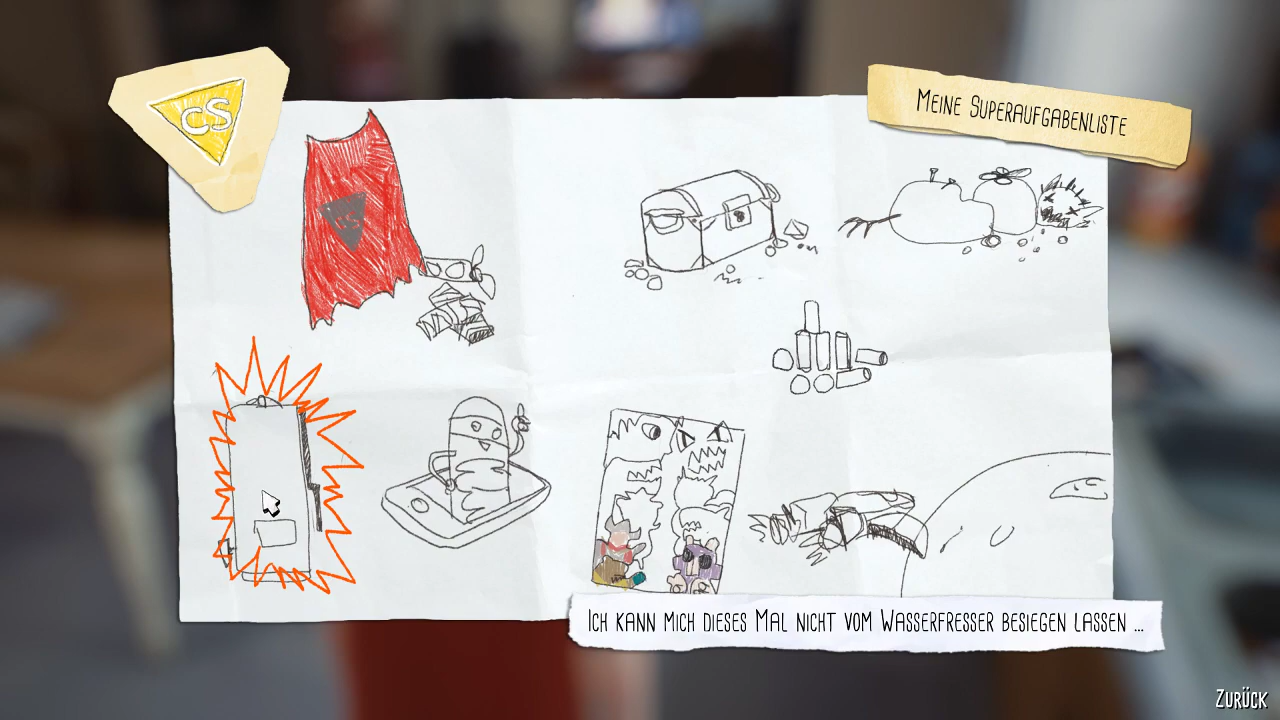 CS
Meine Superaufgabenliste
Ich kann mich dieses Mal nicht vom Wasserfresser besiegen lassen ...
Zurück